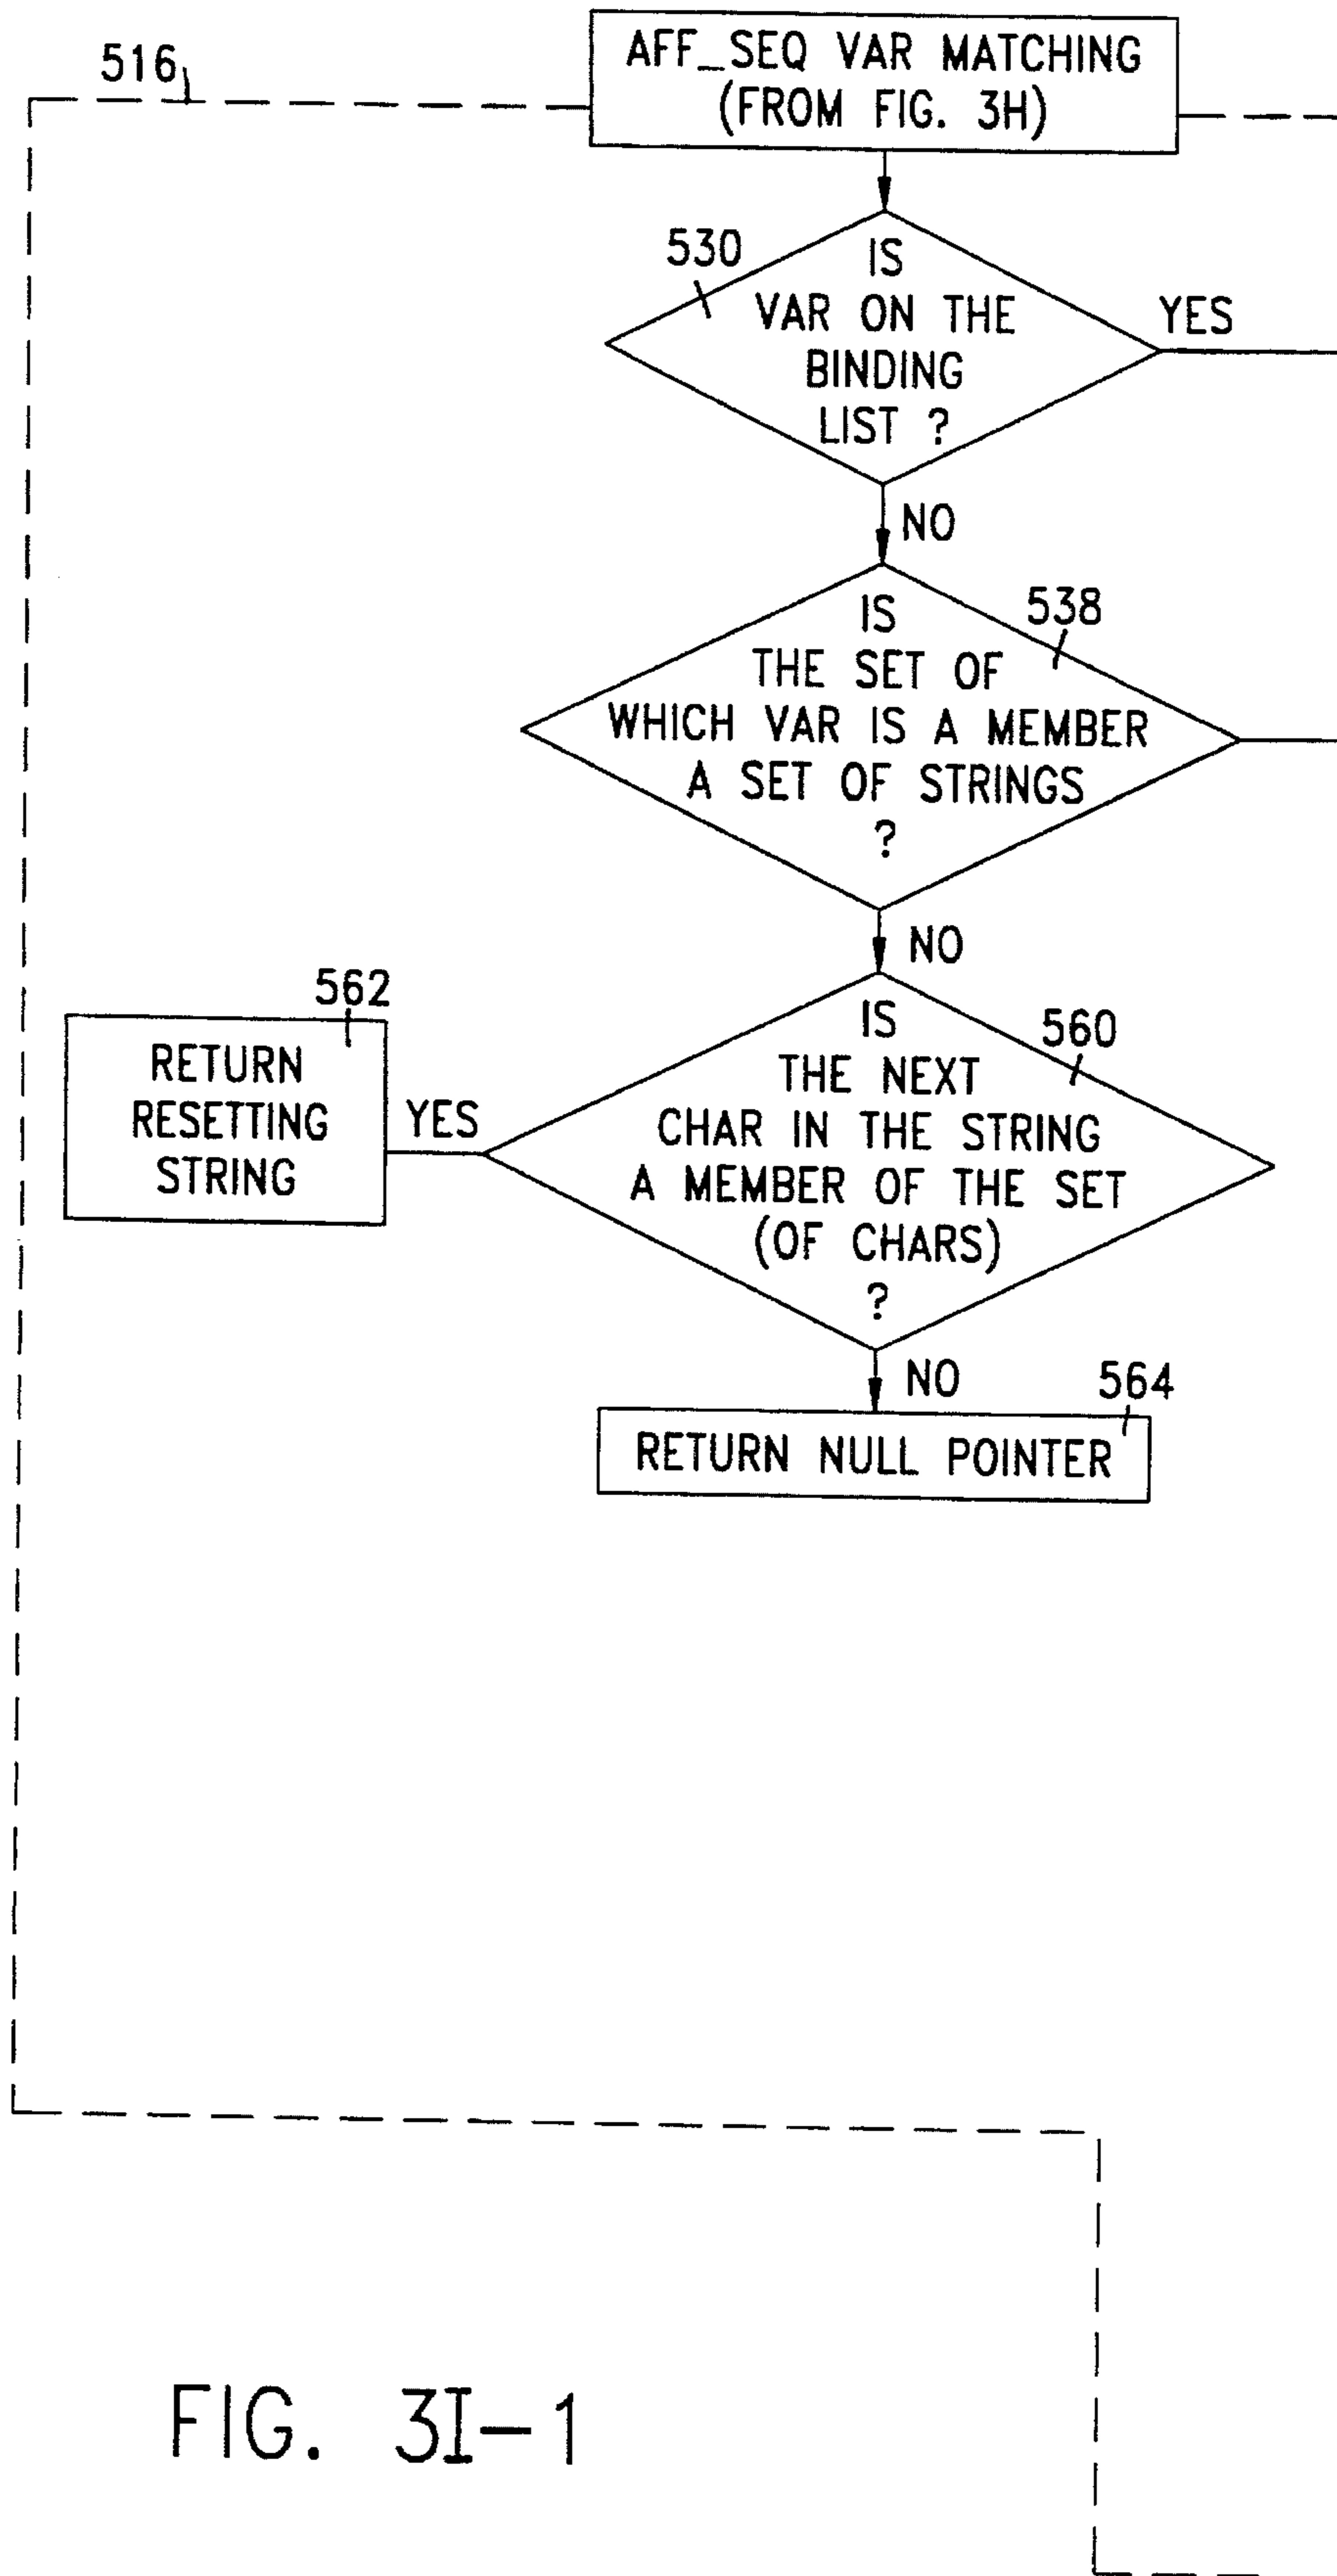 516
AFF_SEQ VAR MATCHING
(FROM FIG. 3H)
530
IS
VAR ON THE
BINDING
LIST ?
YES
NO
538
IS
THE SET OF
WHICH VAR IS A MEMBER
A SET OF STRINGS
?
NO
562
RETURN
RESETTING
STRING
YES
560
IS
THE NEXT
CHAR IN THE STRING
A MEMBER OF THE SET
(OF CHARS)
?
NO
564
RETURN NULL POINTER
FIG. 3I-1